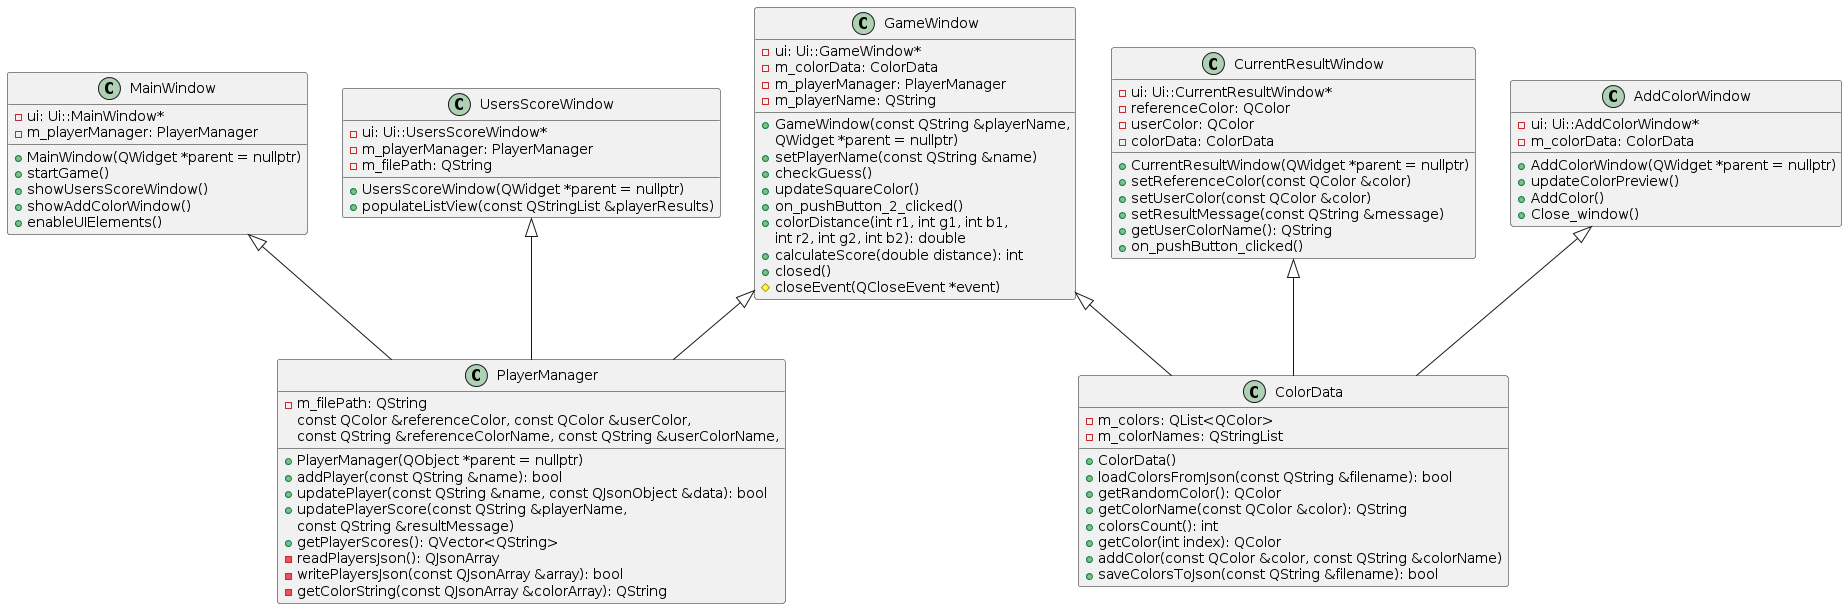 C MainWindow
ui: Ui::MainWindow*
m_playerManager: PlayerManager
MainWindow(QWidget *parent = nullptr)
startGame()
showUsersScoreWindow()
showAddColorWindow()
enableUIElements()
C UsersScoreWindow
ui: Ui::UsersScoreWindow*
m_playerManager: PlayerManager
m_filePath: QString
UsersScoreWindow(QWidget *parent = nullptr)
populateListView(const QStringList &playerResults)
C GameWindow
ui: Ui::GameWindow*
m_colorData: ColorData
m_playerManager: PlayerManager
m_playerName: QString
GameWindow(const QString &playerName,
QWidget *parent = nullptr)
setPlayerName(const QString &name)
checkGuess()
updateSquareColor()
on_pushButton_2_clicked()
colorDistance(int r1, int g1, int b1,
int r2, int g2, int b2): double
calculateScore(double distance): int
closed()
closeEvent(QCloseEvent *event)
C CurrentResultWindow
ui: Ui::CurrentResultWindow*
referenceColor: QColor
userColor: QColor
colorData: ColorData
CurrentResultWindow(QWidget *parent = nullptr)
setReferenceColor(const QColor &color)
setUserColor(const QColor &color)
setResultMessage(const QString &message)
getUserColorName(): QString
on_pushButton_clicked()
C AddColorWindow
ui: Ui::AddColorWindow*
m_colorData: ColorData
AddColorWindow(QWidget *parent = nullptr)
updateColorPreview()
AddColor()
Close_window()
C PlayerManager
m_filePath: QString
const QColor &referenceColor, const QColor &userColor,
const QString &referenceColorName, const QString &userColorName,
PlayerManager(QObject *parent = nullptr)
addPlayer(const QString &name): bool
updatePlayer(const QString &name, const QJsonObject &data): bool
updatePlayerScore(const QString &playerName,
const QString &resultMessage)
getPlayerScores(): QVector<QString>
readPlayersJson(): QJsonArray
writePlayersJson(const QJsonArray &array): bool
getColorString(const QJsonArray &colorArray): QString
C ColorData
m_colors: QList<QColor>
m_colorNames: QStringList
ColorData()
loadColorsFromJson(const QString &filename): bool
getRandomColor(): QColor
getColorName(const QColor &color): QString
colorsCount(): int
getColor(int index): QColor
addColor(const QColor &color, const QString &colorName)
saveColorsToJson(const QString &filename): bool